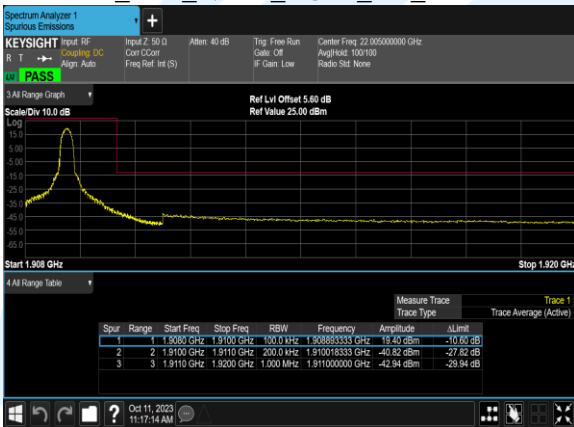 Spectrum Analyzer 1
Spurious Emissions
KEYSIGHT Input: RF Input Z: 50 Ω Atten: 40 dB Trig: Free Run Center Freq: 22.005000000 GHz
R T Coupling: DC Corr CCorr Gate: Off Avg|Hold: 100/100
Align: Auto Freq Ref: Int (S) IF Gain: Low Radio Std: None
PASS
3 All Range Graph
Ref Lvl Offset 5.60 dB
Scale/Div 10.0 dB Ref Value 25.00 dBm
Log
15.0
5.00
-5.00
-15.0
-25.0
-35.0
-45.0
-55.0
-65.0
Start 1.908 GHz Stop 1.920 GHz
4 All Range Table
Measure Trace Trace 1
Trace Type Trace Average (Active)
Spur Range Start Freq Stop Freq RBW Frequency Amplitude ΔLimit
1 1 1.9080 GHz 1.9100 GHz 100.0 kHz 1.908893333 GHz 19.40 dBm -10.60 dB
2 2 1.9100 GHz 1.9110 GHz 200.0 kHz 1.910018333 GHz -40.82 dBm -27.82 dB
3 3 1.9110 GHz 1.9200 GHz 1.000 MHz 1.911000000 GHz -42.94 dBm -29.94 dB
Oct 11, 2023
11:17:14 AM